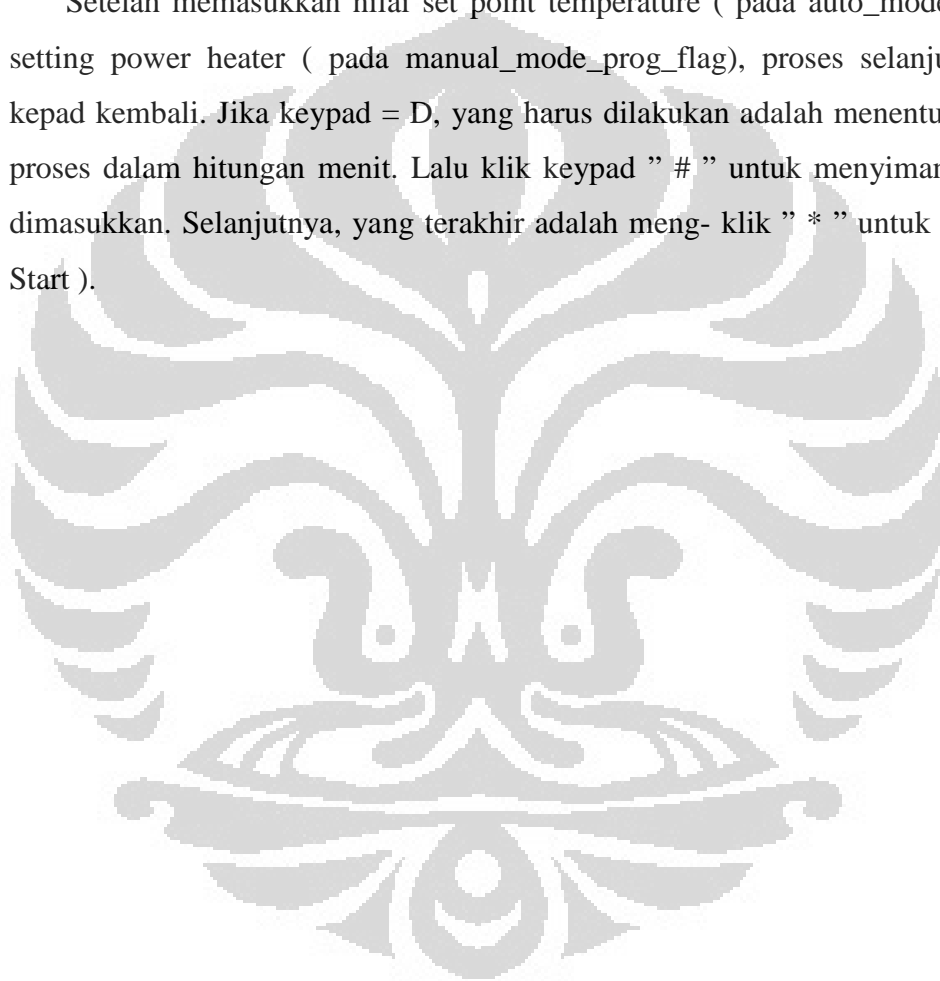 Setelah memasukkan nilai set point temperature ( pada auto_mode
setting power heater ( pada manual_mode_prog_flag), proses selanju
kepad kembali. Jika keypad = D, yang harus dilakukan adalah menentu
proses dalam hitungan menit. Lalu klik keypad ” # ” untuk menyiman
dimasukkan. Selanjutnya, yang terakhir adalah meng- klik ” * ” untuk
Start ).